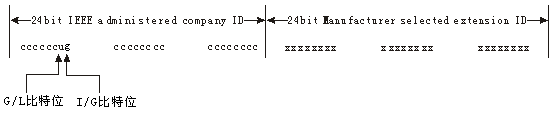 24bit IEEE administered company ID 24bit Manufacturer selected extension ID
ccccccug cccccccc cccccccc xxxxxxxx xxxxxxxx xxxxxxxx
G/L比特位 I/G比特位